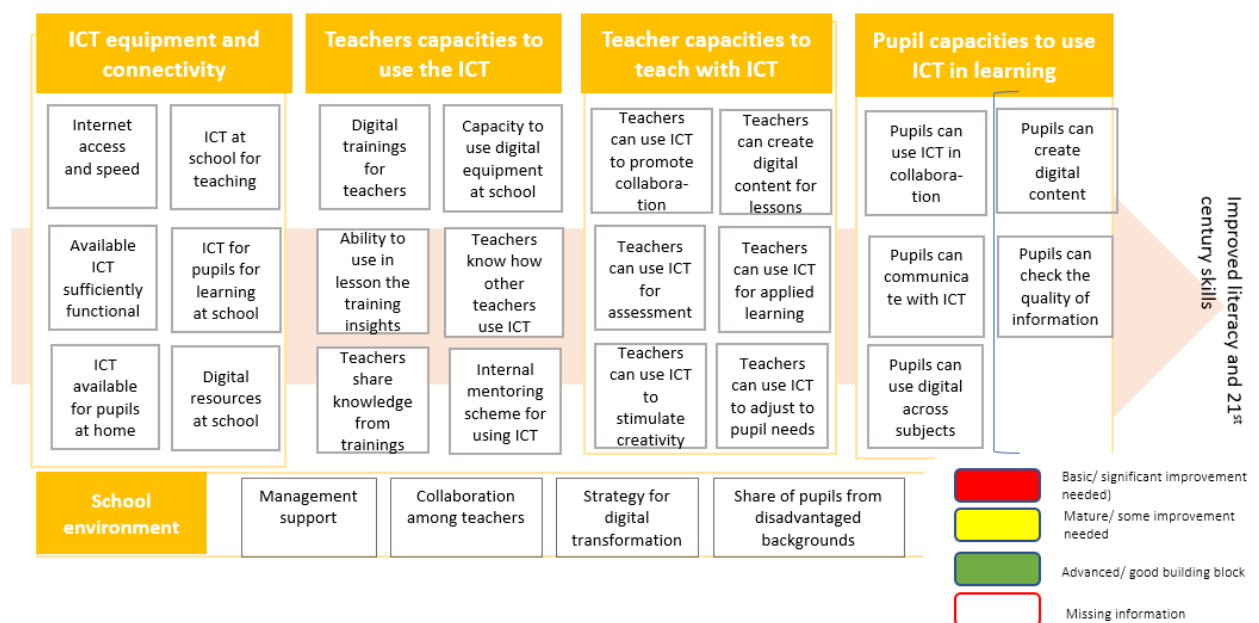 ICT equipment and
connectivity
Teachers capacities to
use the ICT
Teacher capacities to
teach with ICT
Pupil capacities to use
ICT in learning
Internet
access
and speed
ICT at
school for
teaching
Digital
trainings
for
teachers
Capacity to
use digital
equipment
at school
Teachers
can use ICT
to promote
collabora-
tion
Teachers
can create
digital
content for
lessons
Pupils can
use ICT in
collabora-
tion
Pupils can
create
digital
content
Available
ICT
sufficiently
functional
ICT for
pupils for
learning
at school
Ability to
use in
lesson the
training
insights
Teachers
know how
other
teachers
use ICT
Teachers
can use ICT
for
assessment
Teachers
can use ICT
for applied
learning
Pupils can
communica
te with ICT
Pupils can
check the
quality of
information
ICT
available
for pupils
at home
Digital
resources
at school
Teachers
share
knowledge
from
trainings
Internal
mentoring
scheme for
using ICT
Teachers
can use ICT
to
stimulate
creativity
Teachers
can use ICT
to adjust to
pupil needs
Pupils can
use digital
across
subjects
Improved literacy and 21st
century skills
School
environment
Management
support
Collaboration
among teachers
Strategy for
digital
transformation
Share of pupils from
disadvantaged
backgrounds
Basic/ significant improvement
needed)
Mature/ some improvement
needed
Advanced/ good building block
Missing information